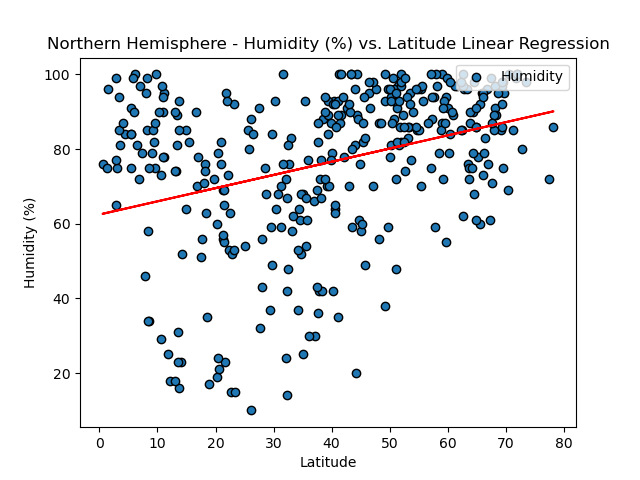 Northern Hemisphere - Humidity (%) vs. Latitude Linear Regression
Humidity
100
80
60
40
20
Humidity (%)
0 10 20 30 40 50 60 70 80
Latitude